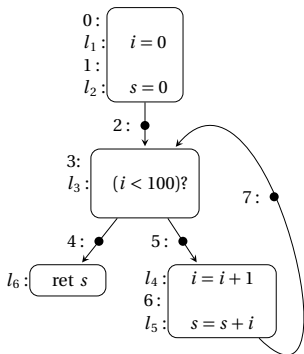 0:
l₁: i = 0
1:
l₂: s = 0
2:
3:
l₃: (i < 100)?
7:
4: 5:
l₆: ret s
l₄: i = i + 1
6:
l₅: s = s + i